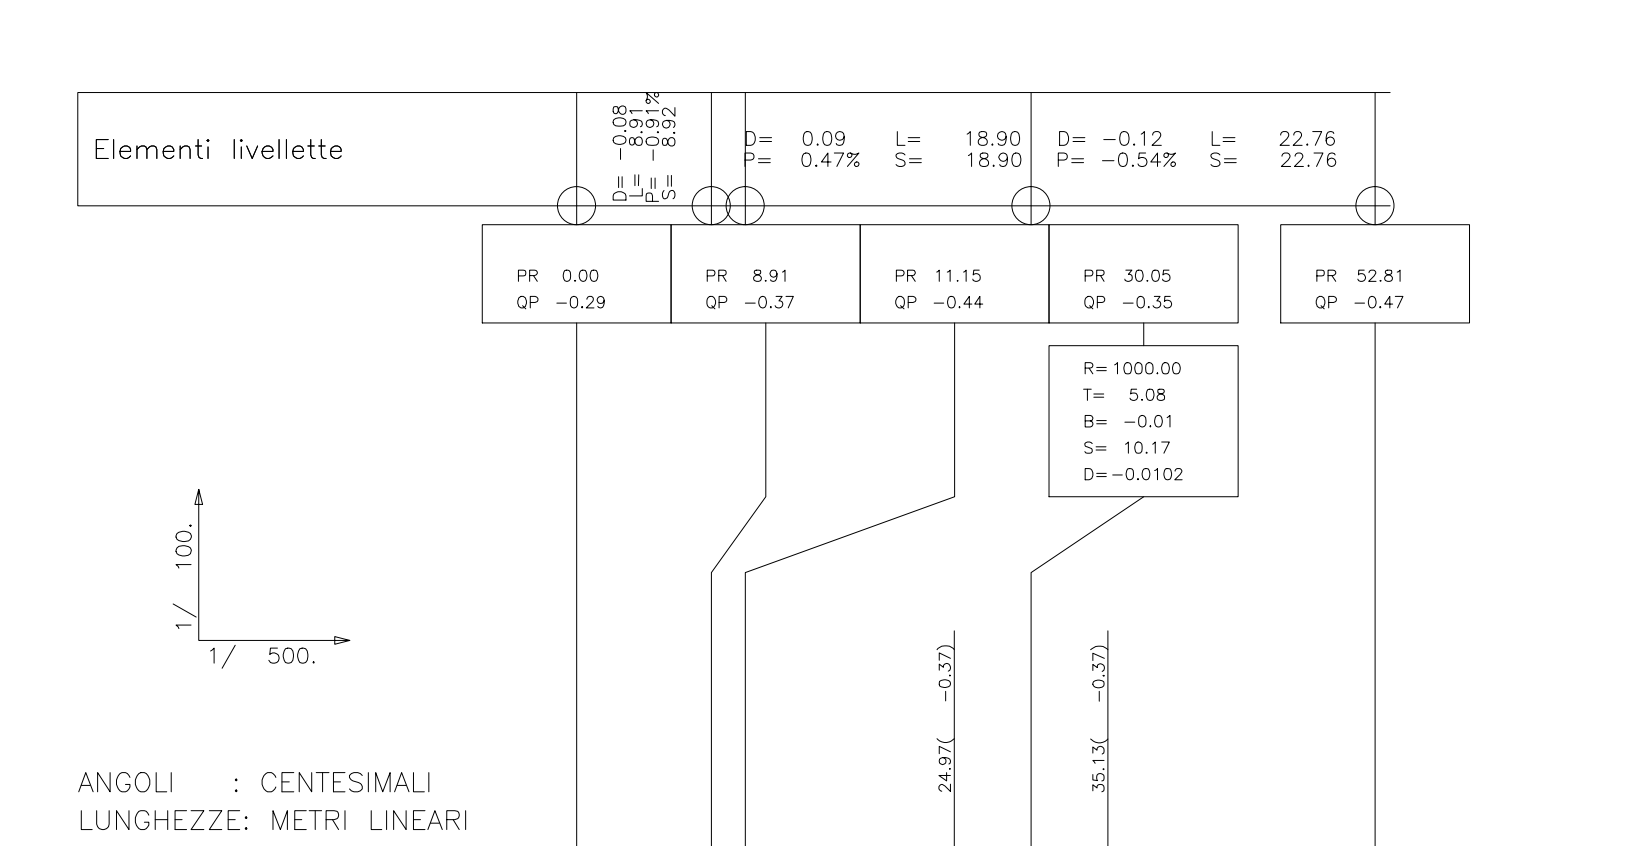 Elementi livellette
D= -0.08
L= 8.91
P= -0.91%
S= 8.92
D= 0.09 L= 18.90
P= 0.47% S= 18.90
D= -0.12 L= 22.76
P= -0.54% S= 22.76
PR 0.00
QP -0.29
PR 8.91
QP -0.37
PR 11.15
QP -0.44
PR 30.05
QP -0.35
PR 52.81
QP -0.47
R= 1000.00
T= 5.08
B= -0.01
S= 10.17
D= -0.0102
1/ 100.
1/ 500.
24.97( -0.37)
35.13( -0.37)
ANGOLI : CENTESIMALI
LUNGHEZZE: METRI LINEARI